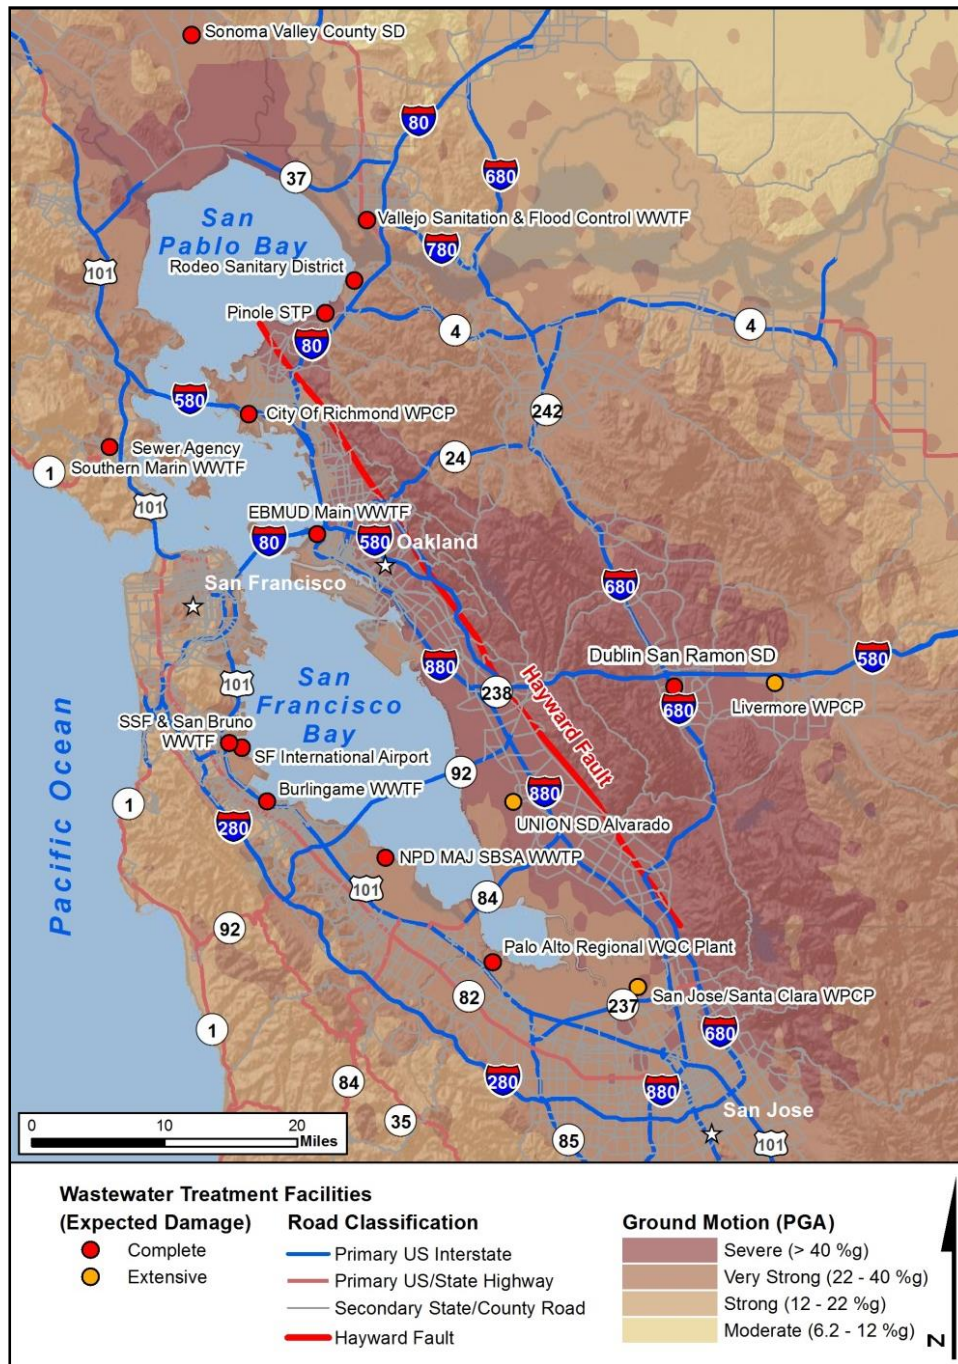 Sonoma Valley County SD
80
680
37
San
Pablo Bay
Vallejo Sanitation & Flood Control WWTF
780
101
Rodeo Sanitary District
Pinole STP
4
4
80
580
City Of Richmond WPCP
242
Sewer Agency
Southern Marin WWTF
1
24
101
EBMUD Main WWTF
80
580
Oakland
San Francisco
680
880
Dublin San Ramon SD
580
238
680
Livermore WPCP
Hayward Fault
San
Francisco
Bay
101
SSF & San Bruno
WWTF
SF International Airport
92
Pacific Ocean
Burlingame WWTF
880
UNION SD Alvarado
1
280
NPD MAJ SBSA WWTP
101
84
92
Palo Alto Regional WQC Plant
82
237
San Jose/Santa Clara WPCP
1
680
280
84
880
35
San Jose
85
101
0 10 20
Miles
Wastewater Treatment Facilities
(Expected Damage)
Complete
Extensive
Road Classification
Primary US Interstate
Primary US/State Highway
Secondary State/County Road
Hayward Fault
Ground Motion (PGA)
Severe (> 40 %g)
Very Strong (22 - 40 %g)
Strong (12 - 22 %g)
Moderate (6.2 - 12 %g)
N